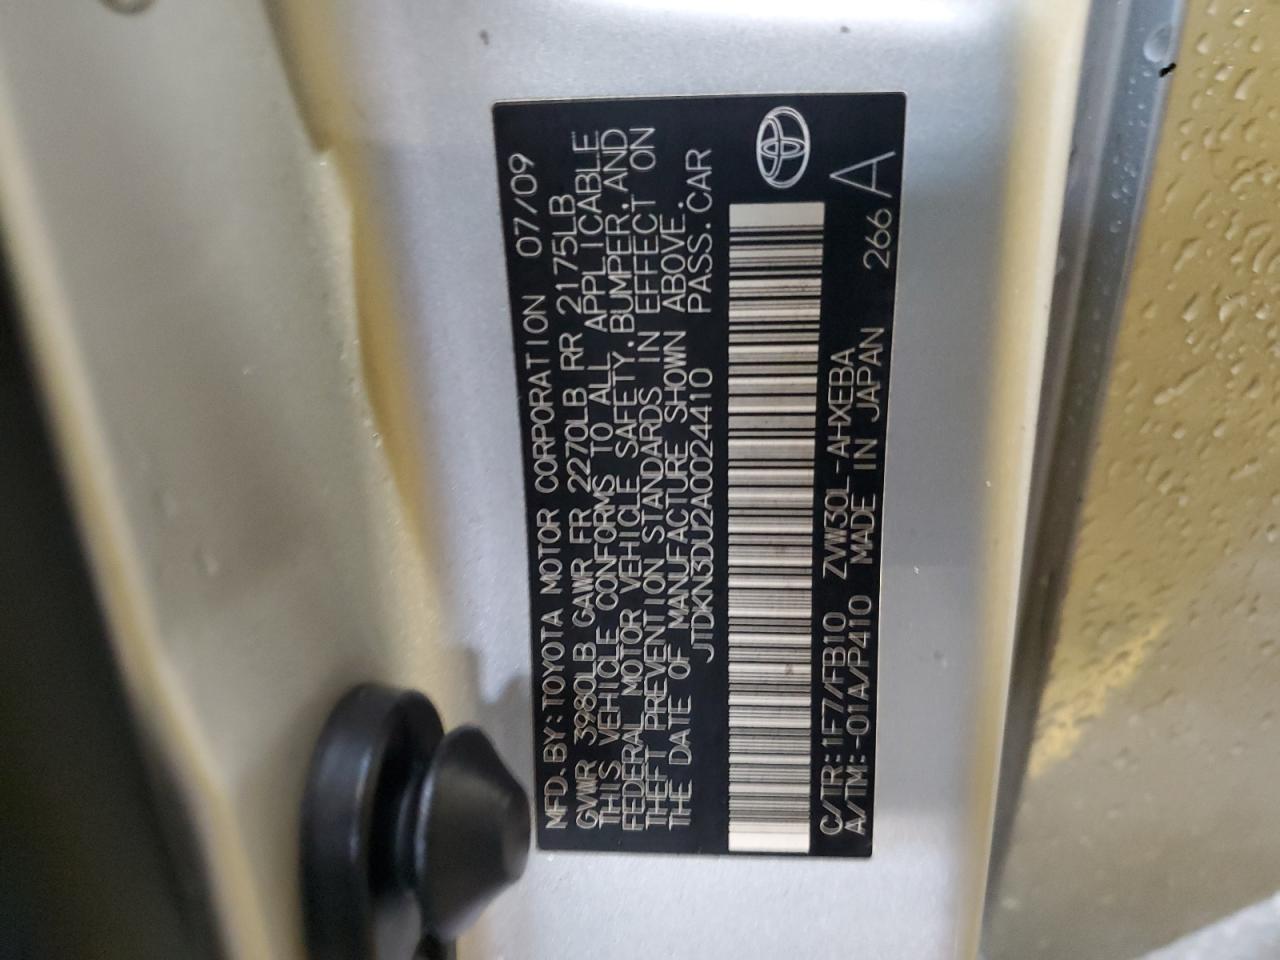 MFD. BY: TOYOTA MOTOR CORPORATION 07/09
GVWR 3980LB GAWR FR 2270LB RR 2175LB
THIS VEHICLE CONFORMS TO ALL APPLICABLE
FEDERAL MOTOR VEHICLE SAFETY, BUMPER, AND
THEFT PREVENTION STANDARDS IN EFFECT ON
THE DATE OF MANUFACTURE SHOWN ABOVE.
JTDKN3DU2A0024410 PASS. CAR
C/TR: 1F7/FB10 ZVW30L-AHXEBA
A/TM: -01A/P410 MADE IN JAPAN 266 A